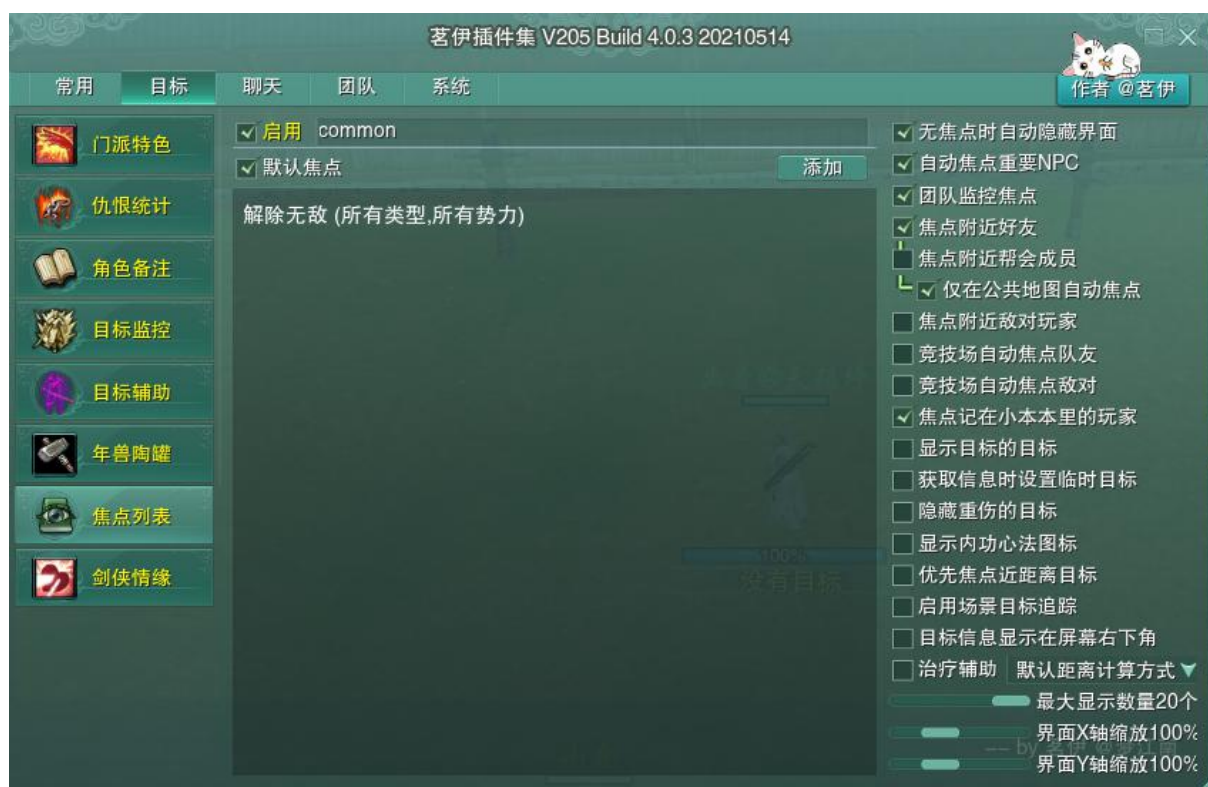 茗伊插件集 V205 Build 4.0.3 20210514
常用 目标 聊天 团队 系统
作者 @茗伊
门派特色
仇恨统计
角色备注
目标监控
目标辅助
年兽陶罐
焦点列表
剑侠情缘
启用 common
默认焦点 添加
解除无敌 (所有类型,所有势力)
100%
没有目标
无焦点时自动隐藏界面
自动焦点重要NPC
团队监控焦点
焦点附近好友
焦点附近帮会成员
仅在公共地图自动焦点
焦点附近敌对玩家
竞技场自动焦点队友
竞技场自动焦点敌对
焦点记在小本本里的玩家
显示目标的目标
获取信息时设置临时目标
隐藏重伤的目标
显示内功心法图标
优先焦点近距离目标
启用场景目标追踪
目标信息显示在屏幕右下角
治疗辅助 默认距离计算方式
最大显示数量20个
界面X轴缩放100%
-- by 茗伊 @双梦江南
界面Y轴缩放100%